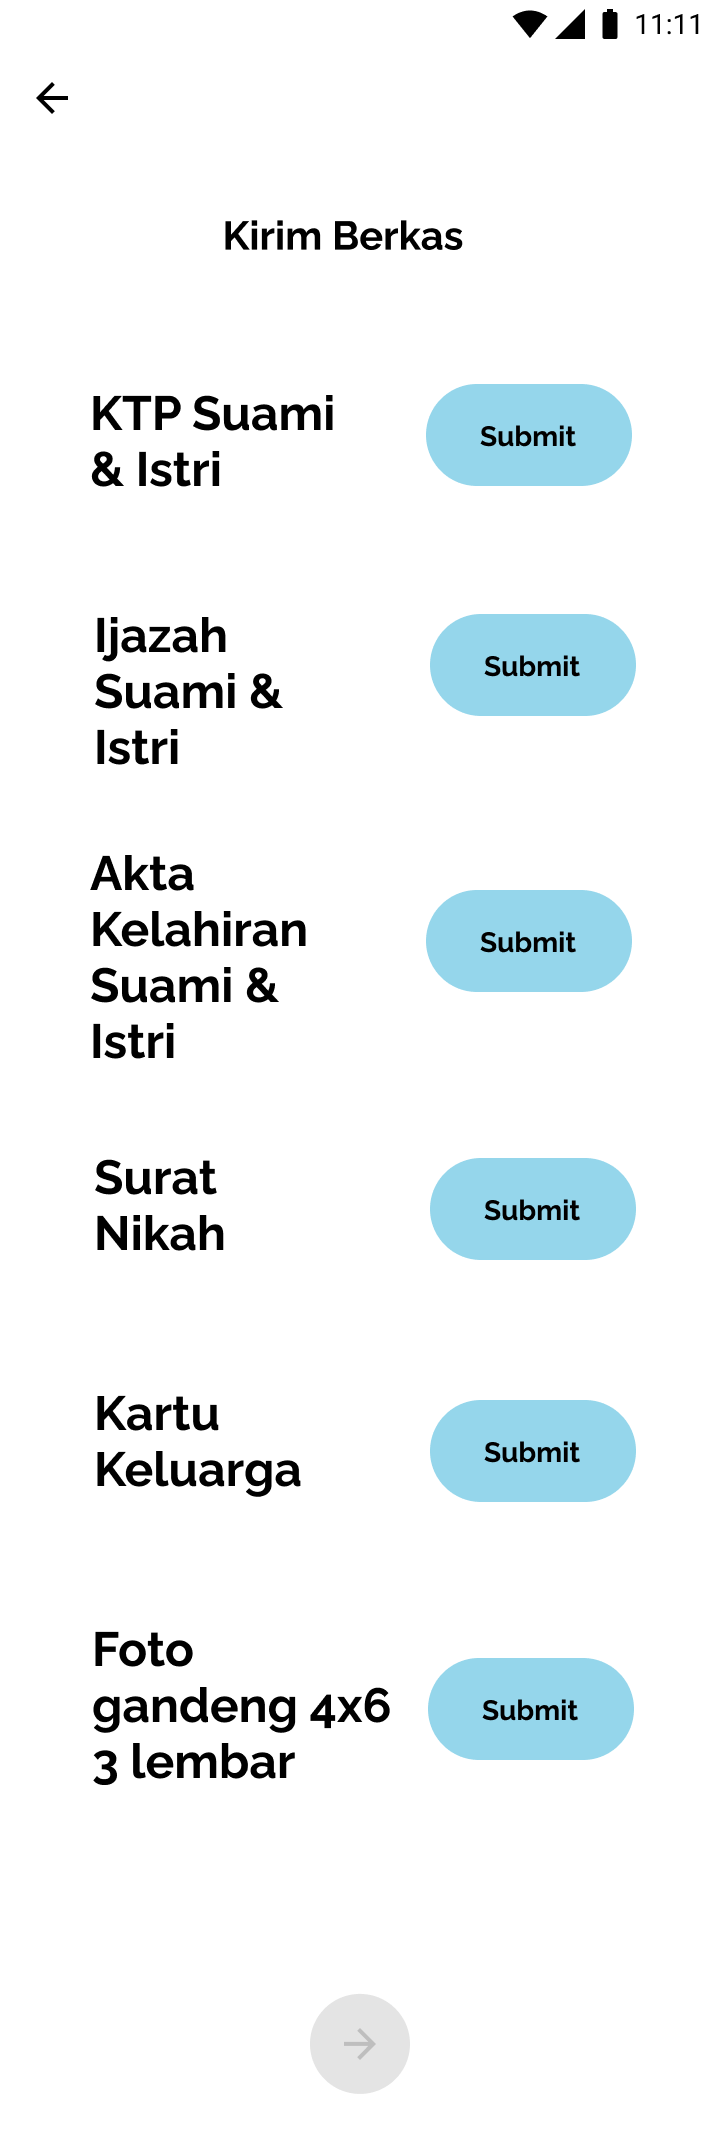 11:11
Kirim Berkas
KTP Suami
& Istri
Submit
Ijazah
Suami &
Istri
Submit
Akta
Kelahiran
Suami &
Istri
Submit
Surat
Nikah
Submit
Kartu
Keluarga
Submit
Foto
gandeng 4x6
3 lembar
Submit